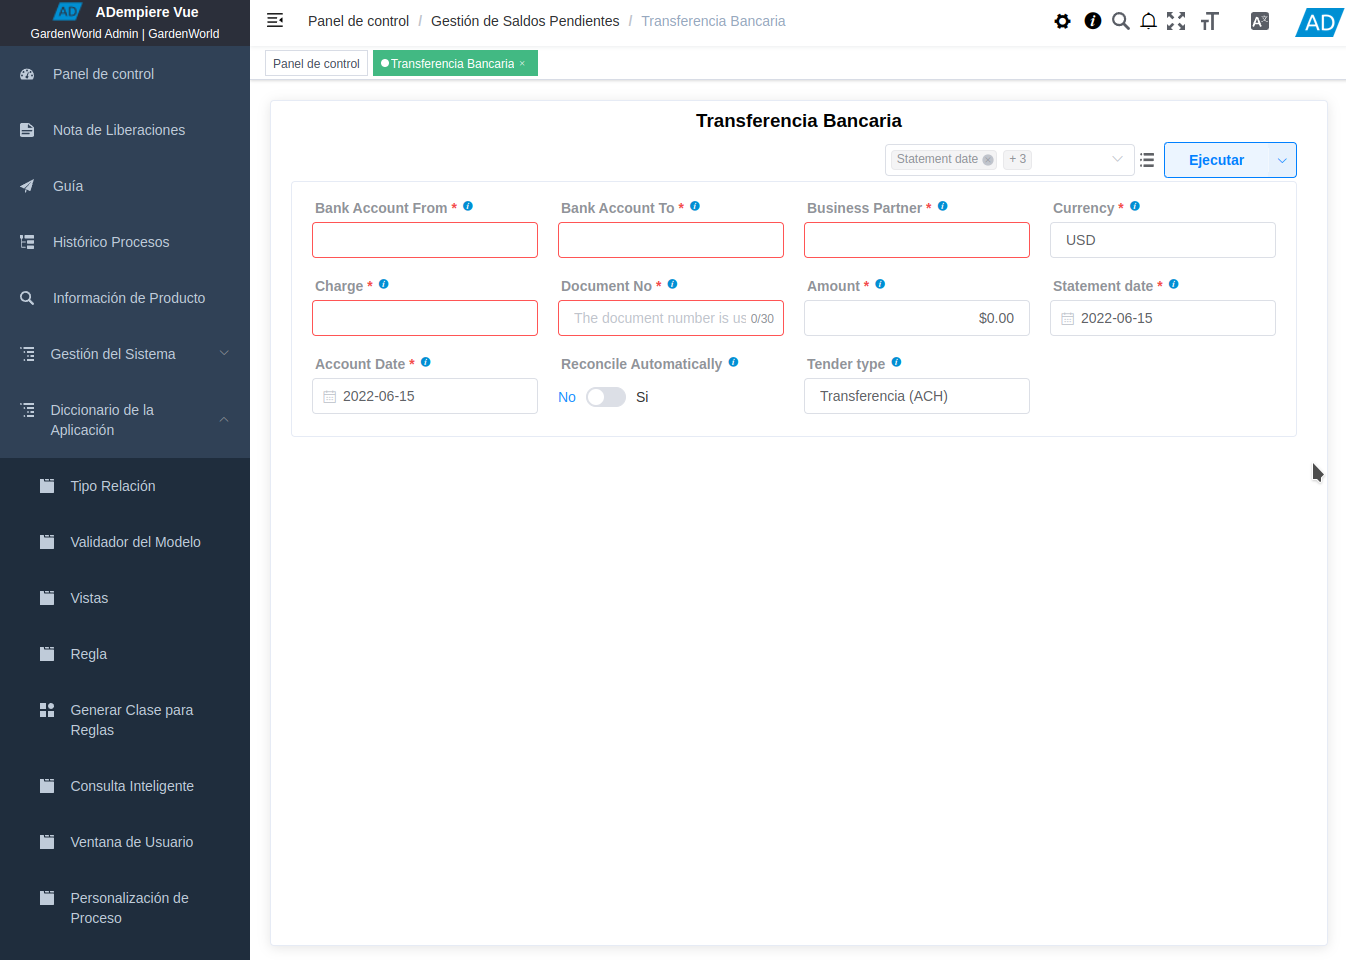 AD ADempiere Vue
GardenWorld Admin | GardenWorld
Panel de control
Nota de Liberaciones
Guía
Histórico Procesos
Información de Producto
Gestión del Sistema
Diccionario de la
Aplicación
Tipo Relación
Validador del Modelo
Vistas
Regla
Generar Clase para
Reglas
Consulta Inteligente
Ventana de Usuario
Personalización de
Proceso
Panel de control / Gestión de Saldos Pendientes / Transferencia Bancaria
AD
Panel de control
Transferencia Bancaria ×
Transferencia Bancaria
Statement date + 3
Ejecutar
Bank Account From * Bank Account To * Business Partner * Currency *
USD
Charge * Document No * Amount * Statement date *
The document number is us 0/30 $0.00 2022-06-15
Account Date * Reconcile Automatically Tender type
2022-06-15 No Si Transferencia (ACH)